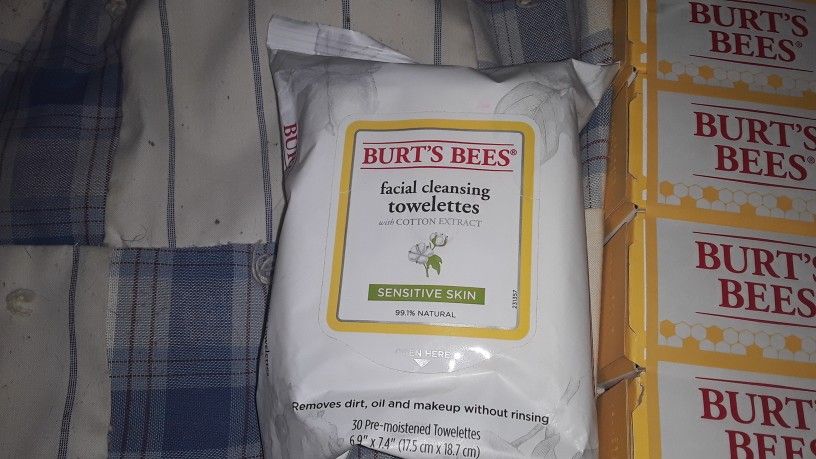 BURT'S BEES®
facial cleansing
towelettes
with COTTON EXTRACT
SENSITIVE SKIN
99.1% NATURAL
231357
OPEN HERE
Removes dirt, oil and makeup without rinsing
30 Pre-moistened Towelettes
6.9" x 7.4" (17.5 cm x 18.7 cm)
BURT'S
BEES®
BURT'S
BEES®
BURT'S
BEES
BURT
BEES